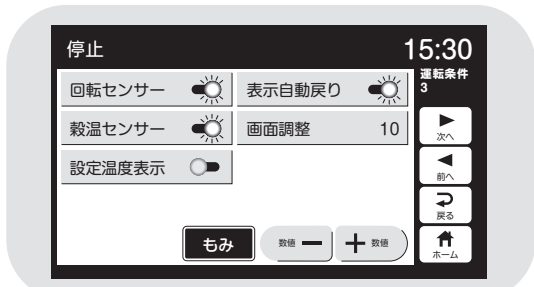 停止 15:30
運転条件
3
回転センサー 表示自動戻り
穀温センサー 画面調整 10
設定温度表示
次へ
前へ
戻る
ホーム
もみ 数値 ー ＋ 数値